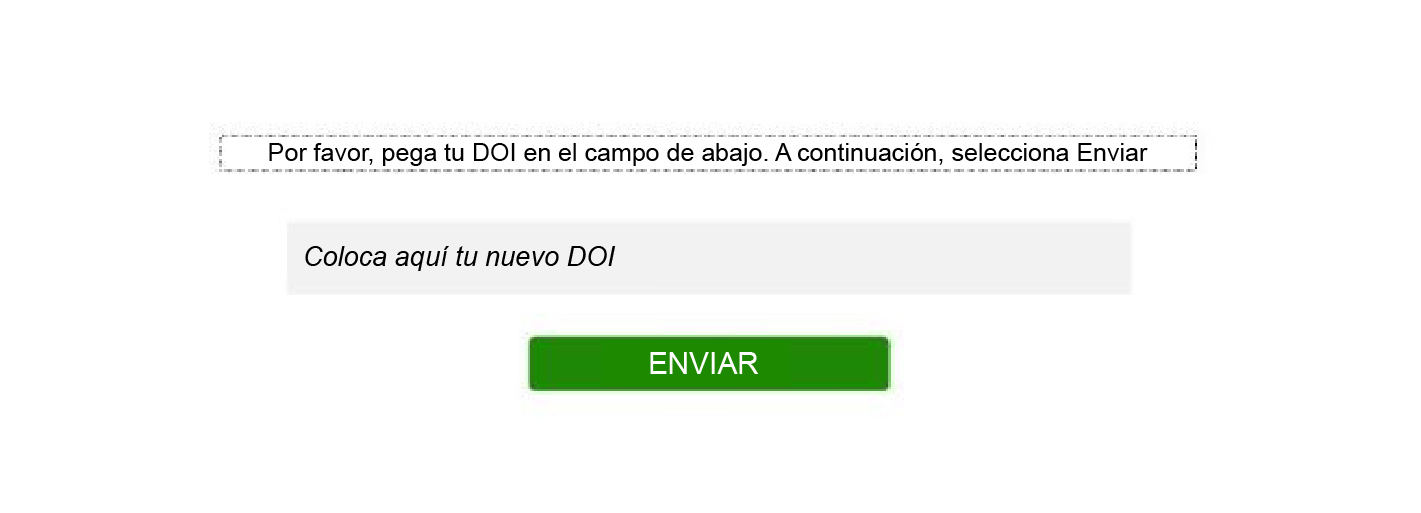 Por favor, pega tu DOI en el campo de abajo. A continuación, selecciona Enviar
Coloca aquí tu nuevo DOI
ENVIAR